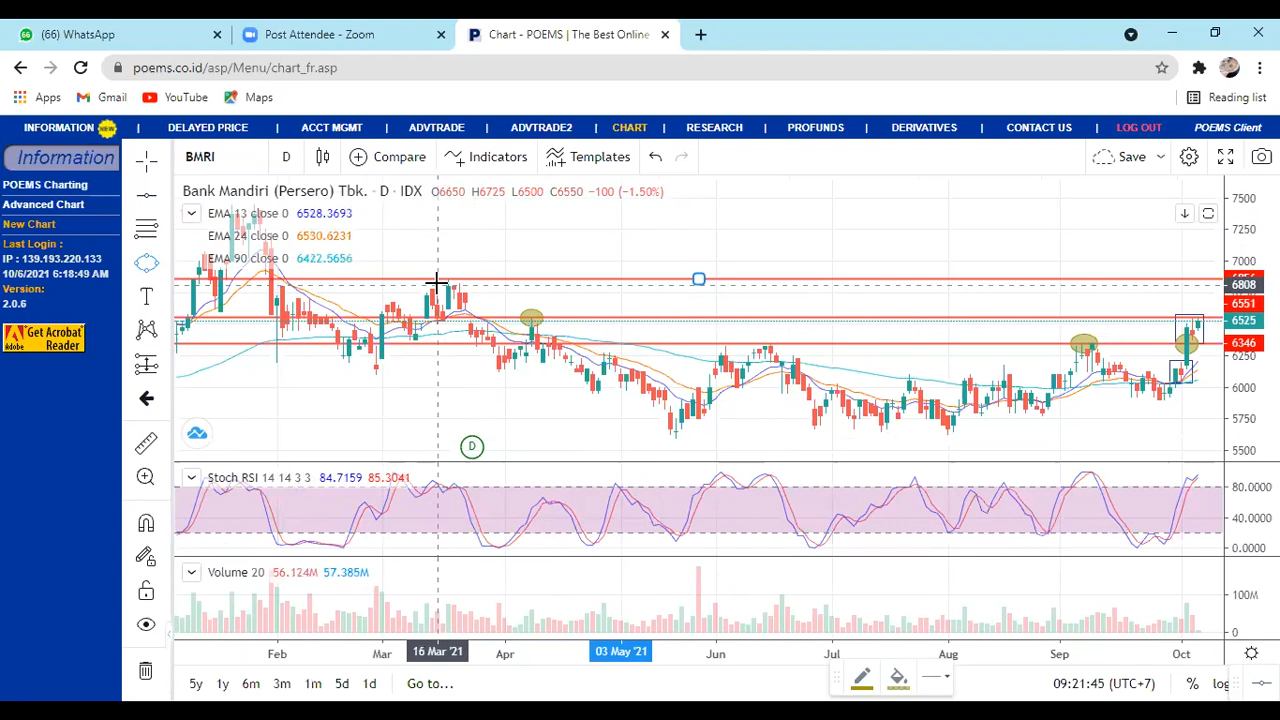 (66) WhatsApp
Post Attendee - Zoom
Chart - POEMS | The Best Online
poems.co.id/asp/Menu/chart_fr.asp
Apps Gmail YouTube Maps Reading list
INFORMATION NEW | DELAYED PRICE | ACCT MGMT | ADVTRADE | ADVTRADE2 | CHART | RESEARCH | PROFUNDS | DERIVATIVES | CONTACT US | LOG OUT POEMS Client
Information
POEMS Charting
Advanced Chart
New Chart
Last Login :
IP : 139.193.220.133
10/6/2021 6:18:49 AM
2.0.6
Get Acrobat
Reader
BMRI D Compare Indicators Templates Save
Bank Mandiri (Persero) Tbk. · D · IDX O6650 H6725 L6500 C6550 −100 (−1.50%)
EMA 13 close 0 6528.3693
EMA 24 close 0 6530.6231
EMA 90 close 0 6422.5656
7500
7250
7000
6808
6551
6525
6346
6250
6000
5750
5500
D
Stoch RSI 14 14 3 3 84.7159 85.3041
80.0000
40.0000
0.0000
Volume 20 56.124M 57.385M
100M
0
Feb Mar 16 Mar '21 Apr 03 May '21 Jun Jul Aug Sep Oct
5y 1y 6m 3m 1m 5d 1d Go to... 09:21:45 (UTC+7) %